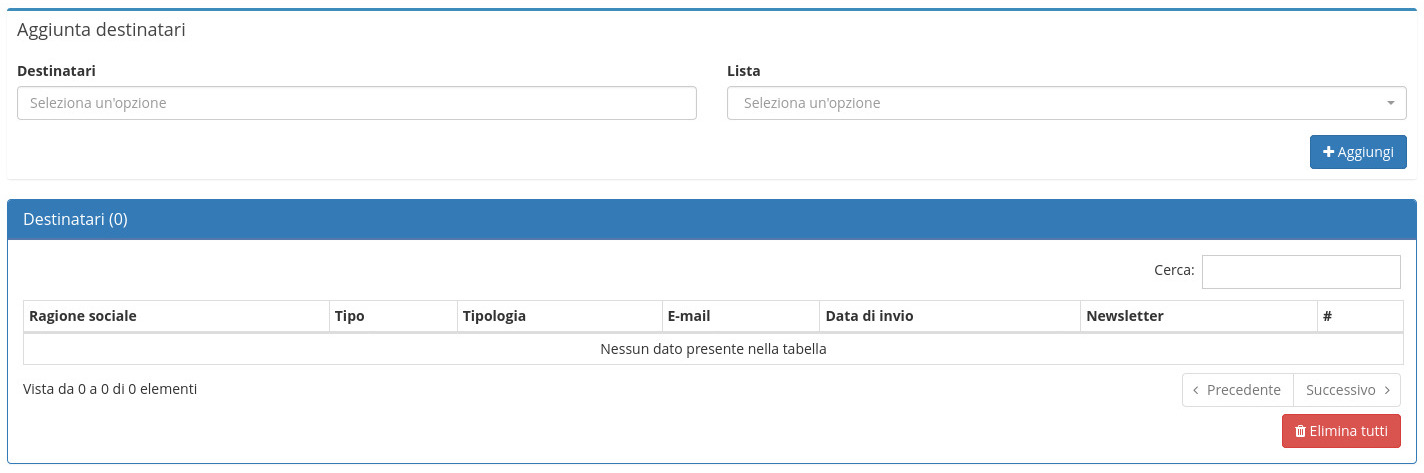 Aggiunta destinatari
Destinatari Lista
Seleziona un'opzione Seleziona un'opzione
Aggiungi
Destinatari (0)
Cerca:
Ragione sociale Tipo Tipologia E-mail Data di invio Newsletter #
Nessun dato presente nella tabella
Vista da 0 a 0 di 0 elementi Precedente Successivo
Elimina tutti